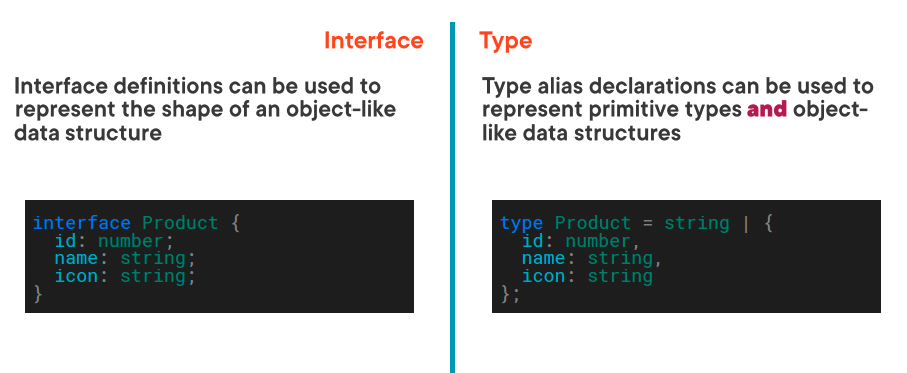 Interface
Interface definitions can be used to
represent the shape of an object-like
data structure
interface Product {
  id: number;
  name: string;
  icon: string;
}
Type
Type alias declarations can be used to
represent primitive types and object-
like data structures
type Product = string | {
  id: number,
  name: string,
  icon: string
};